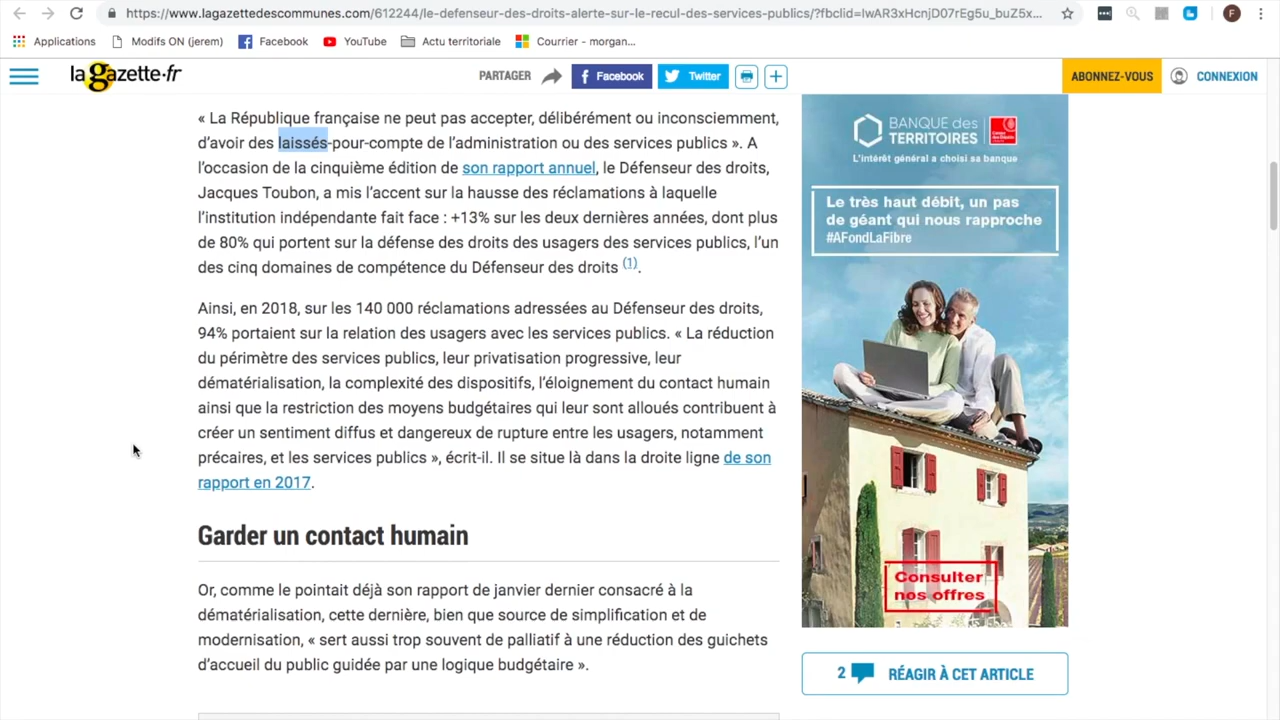 https://www.lagazettedescommunes.com/612244/le-defenseur-des-droits-alerte-sur-le-recul-des-services-publics/?fbclid=IwAR3xHcnjD07rEg5u_buZ5x...
F
Applications
Modifs ON (jerem)
Facebook
YouTube
Actu territoriale
Courrier - morgan...
la gazette.fr
PARTAGER
Facebook
Twitter
ABONNEZ-VOUS
CONNEXION
« La République française ne peut pas accepter, délibérément ou inconsciemment,
d’avoir des laissés-pour-compte de l’administration ou des services publics ». A
l’occasion de la cinquième édition de son rapport annuel, le Défenseur des droits,
Jacques Toubon, a mis l’accent sur la hausse des réclamations à laquelle
l’institution indépendante fait face : +13% sur les deux dernières années, dont plus
de 80% qui portent sur la défense des droits des usagers des services publics, l’un
des cinq domaines de compétence du Défenseur des droits (1).
Ainsi, en 2018, sur les 140 000 réclamations adressées au Défenseur des droits,
94% portaient sur la relation des usagers avec les services publics. « La réduction
du périmètre des services publics, leur privatisation progressive, leur
dématérialisation, la complexité des dispositifs, l’éloignement du contact humain
ainsi que la restriction des moyens budgétaires qui leur sont alloués contribuent à
créer un sentiment diffus et dangereux de rupture entre les usagers, notamment
précaires, et les services publics », écrit-il. Il se situe là dans la droite ligne de son
rapport en 2017.
Garder un contact humain
Or, comme le pointait déjà son rapport de janvier dernier consacré à la
dématérialisation, cette dernière, bien que source de simplification et de
modernisation, « sert aussi trop souvent de palliatif à une réduction des guichets
d’accueil du public guidée par une logique budgétaire ».
BANQUE des
TERRITOIRES
L’intérêt général a choisi sa banque
Le très haut débit, un pas
de géant qui nous rapproche
#AFondLaFibre
Consulter
nos offres
2 RÉAGIR À CET ARTICLE